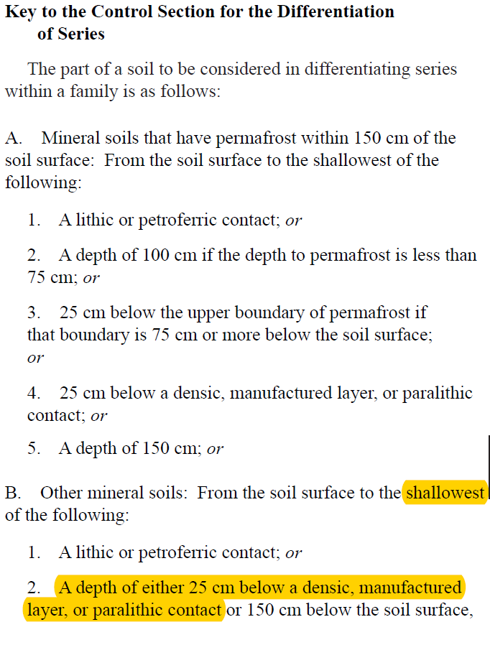 Key to the Control Section for the Differentiation
of Series
The part of a soil to be considered in differentiating series
within a family is as follows:
A. Mineral soils that have permafrost within 150 cm of the
soil surface: From the soil surface to the shallowest of the
following:
1. A lithic or petroferric contact; or
2. A depth of 100 cm if the depth to permafrost is less than
75 cm; or
3. 25 cm below the upper boundary of permafrost if
that boundary is 75 cm or more below the soil surface;
or
4. 25 cm below a densic, manufactured layer, or paralithic
contact; or
5. A depth of 150 cm; or
B. Other mineral soils: From the soil surface to the shallowest
of the following:
1. A lithic or petroferric contact; or
2. A depth of either 25 cm below a densic, manufactured
layer, or paralithic contact or 150 cm below the soil surface,